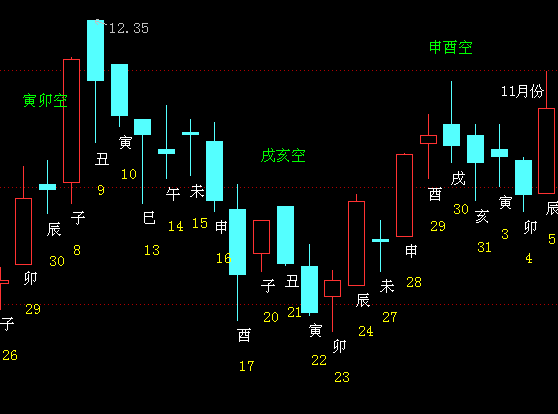 12.35
申酉空
11月份
寅卯空
戌亥空
丑
寅
9
10
午
未
酉
戌
寅
辰
子
巳
14
15
申
29
30
亥
卯
5
30
8
13
16
申
31
3
4
卯
子
丑
辰
未
28
29
20
21
24
27
子
酉
寅
卯
26
17
22
23